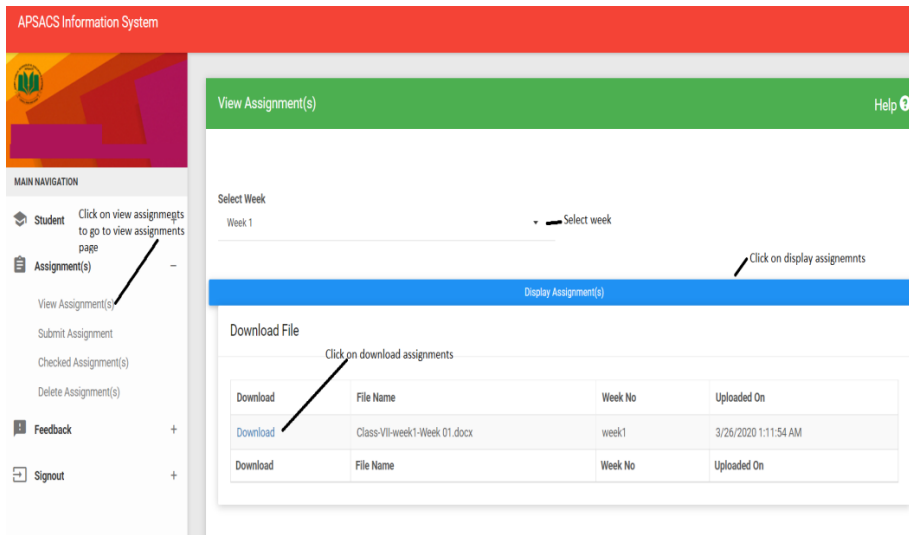 APSACS Information System
View Assignment(s)
Help ?
MAIN NAVIGATION
Student
Click on view assignments
to go to view assignments
page
+
Assignment(s)
−
View Assignment(s)
Submit Assignment
Checked Assignment(s)
Delete Assignment(s)
Feedback +
Signout +
Select Week
Week 1
Select week
Click on display assignemnts
Display Assignment(s)
Download File
Click on download assignments
Download File Name Week No Uploaded On
Download Class-VII-week1-Week 01.docx week1 3/26/2020 1:11:54 AM
Download File Name Week No Uploaded On